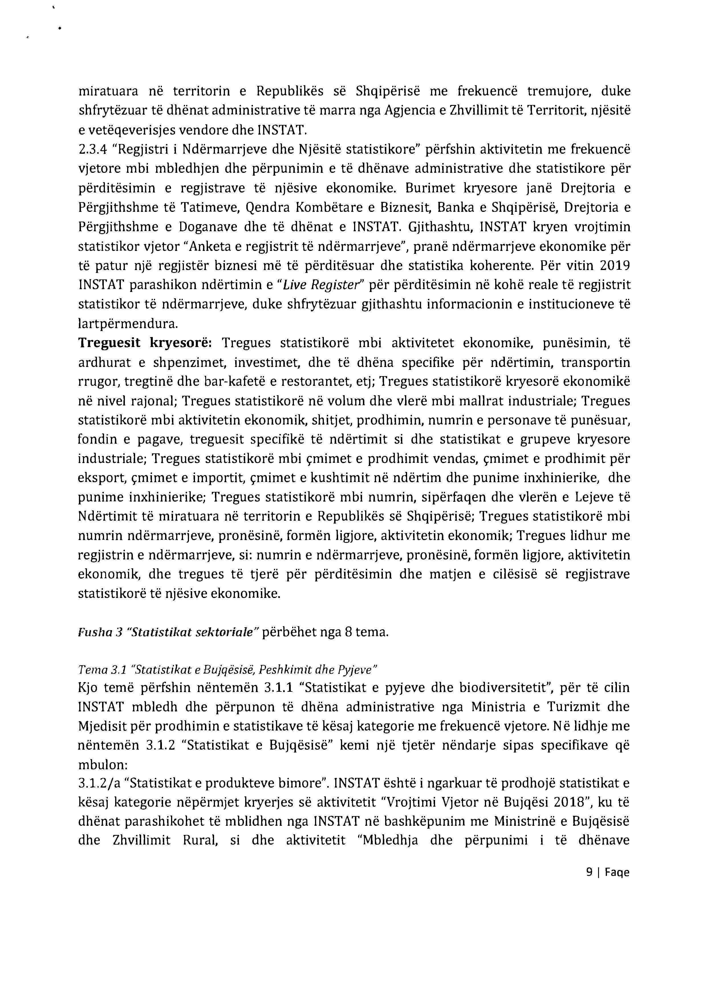 miratuara në territorin e Republikës së Shqipërisë me frekuencë tremujore, duke
shfrytëzuar të dhënat administrative të marra nga Agjencia e Zhvillimit të Territorit, njësitë
e vetëqeverisjes vendore dhe INSTAT.
2.3.4 “Regjistri i Ndërmarrjeve dhe Njësitë statistikore” përfshin aktivitetin me frekuencë
vjetore mbi mbledhjen dhe përpunimin e të dhënave administrative dhe statistikore për
përditësimin e regjistrave të njësive ekonomike. Burimet kryesore janë Drejtoria e
Përgjithshme të Tatimeve, Qendra Kombëtare e Biznesit, Banka e Shqipërisë, Drejtoria e
Përgjithshme e Doganave dhe të dhënat e INSTAT. Gjithashtu, INSTAT kryen vrojtimin
statistikor vjetor “Anketa e regjistrit të ndërmarrjeve”, pranë ndërmarrjeve ekonomike për
të patur një regjistër biznesi më të përditësuar dhe statistika koherente. Për vitin 2019
INSTAT parashikon ndërtimin e “Live Register” për përditësimin në kohë reale të regjistrit
statistikor të ndërmarrjeve, duke shfrytëzuar gjithashtu informacionin e institucioneve të
lartpërmendura.
Treguesit kryesorë: Tregues statistikorë mbi aktivitetet ekonomike, punësimin, të
ardhurat e shpenzimet, investimet, dhe të dhëna specifike për ndërtimin, transportin
rrugor, tregtinë dhe bar-kafetë e restorantet, etj; Tregues statistikorë kryesorë ekonomikë
në nivel rajonal; Tregues statistikorë në volum dhe vlerë mbi mallrat industriale; Tregues
statistikorë mbi aktivitetin ekonomik, shitjet, prodhimin, numrin e personave të punësuar,
fondin e pagave, treguesit specifikë të ndërtimit si dhe statistikat e grupeve kryesore
industriale; Tregues statistikorë mbi çmimet e prodhimit vendas, çmimet e prodhimit për
eksport, çmimet e importit, çmimet e kushtimit në ndërtim dhe punime inxhinierike, dhe
punime inxhinierike; Tregues statistikorë mbi numrin, sipërfaqen dhe vlerën e Lejeve të
Ndërtimit të miratuara në territorin e Republikës së Shqipërisë; Tregues statistikorë mbi
numrin ndërmarrjeve, pronësinë, formën ligjore, aktivitetin ekonomik; Tregues lidhur me
regjistrin e ndërmarrjeve, si: numrin e ndërmarrjeve, pronësinë, formën ligjore, aktivitetin
ekonomik, dhe tregues të tjerë për përditësimin dhe matjen e cilësisë së regjistrave
statistikorë të njësive ekonomike.
Fusha 3 “Statistikat sektoriale” përbëhet nga 8 tema.
Tema 3.1 “Statistikat e Bujqësisë, Peshkimit dhe Pyjeve”
Kjo temë përfshin nëntemën 3.1.1 “Statistikat e pyjeve dhe biodiversitetit”, për të cilin
INSTAT mbledh dhe përpunon të dhëna administrative nga Ministria e Turizmit dhe
Mjedisit për prodhimin e statistikave të kësaj kategorie me frekuencë vjetore. Në lidhje me
nëntemën 3.1.2 “Statistikat e Bujqësisë” kemi një tjetër nëndarje sipas specifikave që
mbulon:
3.1.2/a “Statistikat e produkteve bimore”. INSTAT është i ngarkuar të prodhojë statistikat e
kësaj kategorie nëpërmjet kryerjes së aktivitetit “Vrojtimi Vjetor në Bujqësi 2018”, ku të
dhënat parashikohet të mblidhen nga INSTAT në bashkëpunim me Ministrinë e Bujqësisë
dhe Zhvillimit Rural, si dhe aktivitetit “Mbledhja dhe përpunimi i të dhënave
9 | Faqe